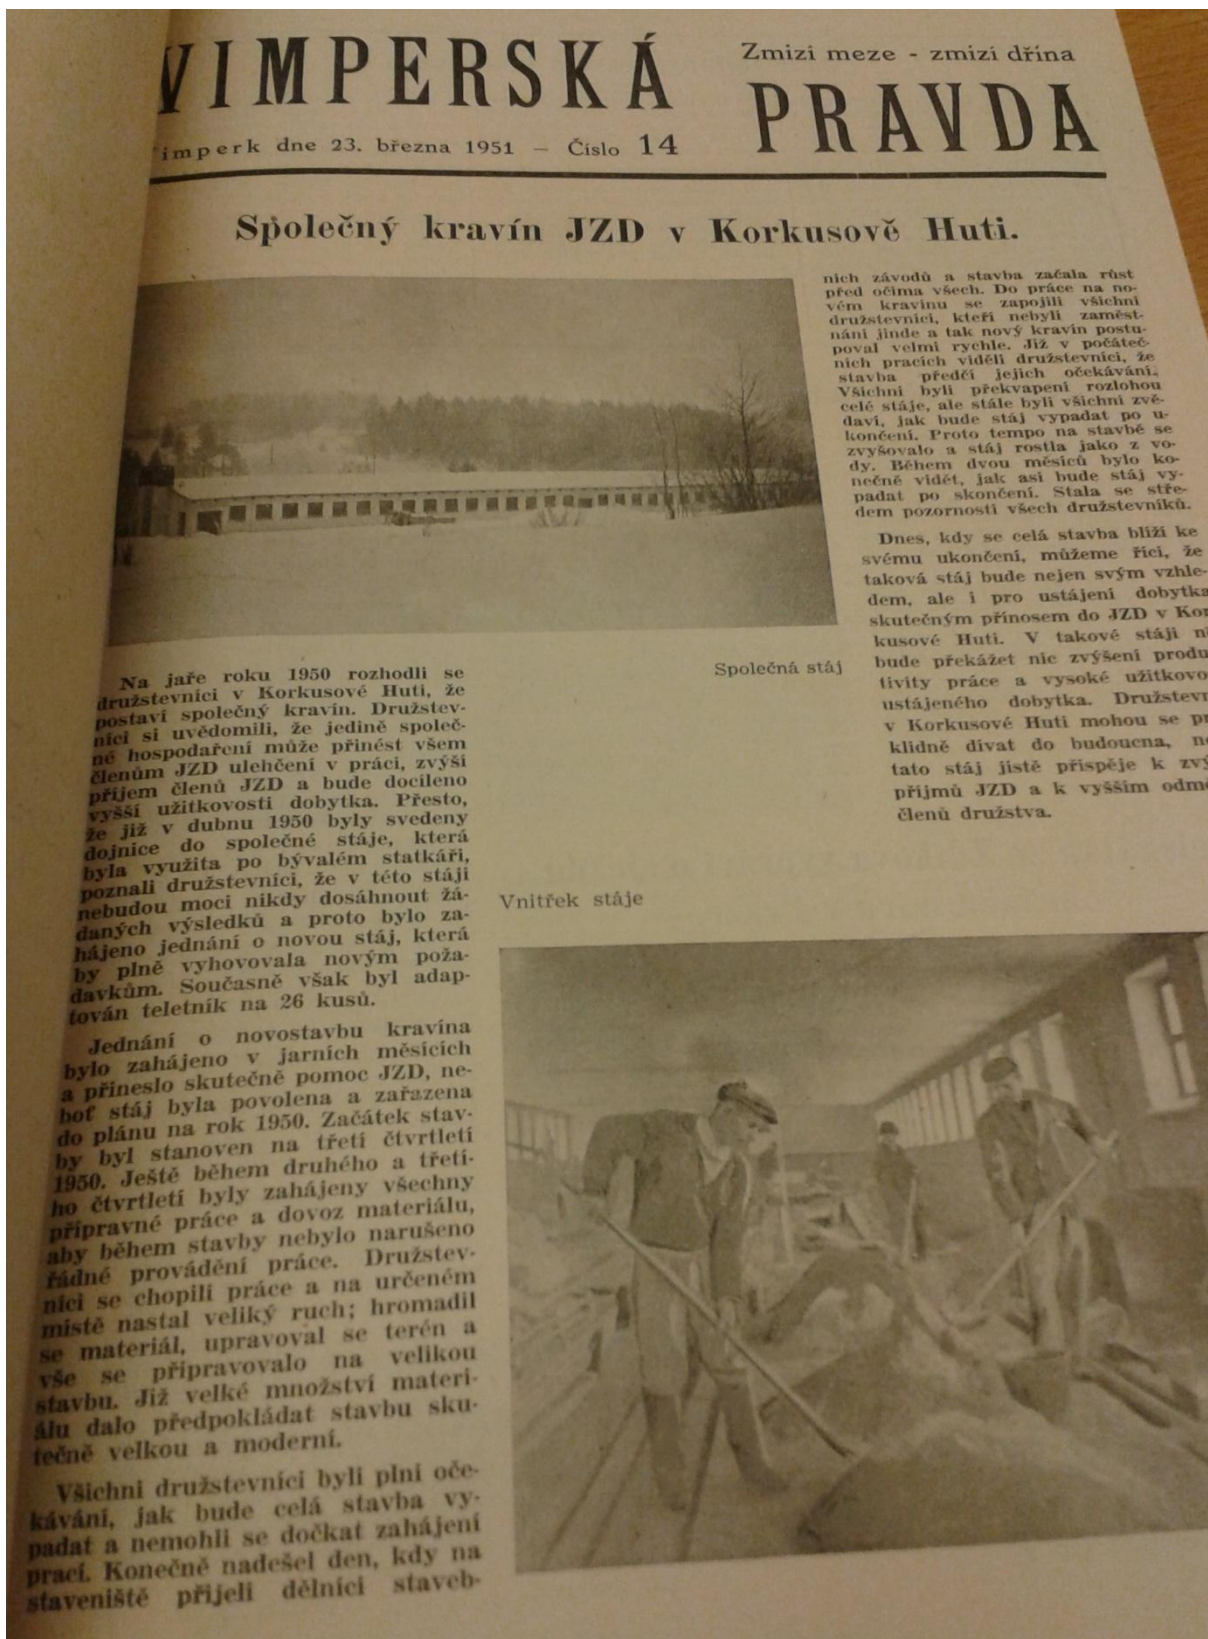 VIMPERSKÁ
Zmizí meze - zmizí dřína
PRAVDA
Vimperk dne 23. března 1951 – Číslo 14
Společný kravín JZD v Korkusově Huti.
Společná stáj
Na jaře roku 1950 rozhodli se
družstevníci v Korkusové Huti, že
postaví společný kravín. Družstev-
níci si uvědomili, že jedině společ-
né hospodaření může přinést všem
členům JZD ulehčení v práci, zvýší
příjem členů JZD a bude docíleno
vyšší užitkovosti dobytka. Přesto,
že již v dubnu 1950 byly svedeny
dojnice do společné stáje, která
byla využita po bývalém statkáři,
poznali družstevníci, že v této stáji
nebudou moci nikdy dosáhnout žá-
daných výsledků a proto bylo za-
hájeno jednání o novou stáj, která
by plně vyhovovala novým poža-
davkům. Současně však byl adap-
tován teletník na 26 kusů.
Jednání o novostavbu kravína
bylo zahájeno v jarních měsících
a přineslo skutečně pomoc JZD, ne-
boť stáj byla povolena a zařazena
do plánu na rok 1950. Začátek stav-
by byl stanoven na třetí čtvrtletí
1950. Ještě během druhého a třetí-
ho čtvrtletí byly zahájeny všechny
přípravné práce a dovoz materiálu,
aby během stavby nebylo narušeno
řádné provádění práce. Družstev-
níci se chopili práce a na určeném
místě nastal veliký ruch; hromadil
se materiál, upravoval se terén a
vše se připravovalo na velikou
stavbu. Již velké množství materi-
álu dalo předpokládat stavbu sku-
tečně velkou a moderní.
Všichni družstevníci byli plni oče-
kávání, jak bude celá stavba vy-
padat a nemohli se dočkat zahájení
prací. Konečně nadešel den, kdy na
staveniště přijeli dělníci staveb-
ních závodů a stavba začala růst
před očima všech. Do práce na no-
vém kravínu se zapojili všichni
družstevníci, kteří nebyli zaměst-
náni jinde a tak nový kravín postu-
poval velmi rychle. Již v počáteč-
ních pracích viděli družstevníci, že
stavba předčí jejich očekávání.
Všichni byli překvapeni rozlohou
celé stáje, ale stále byli všichni zvě-
daví, jak bude stáj vypadat po u-
končení. Proto tempo na stavbě se
zvyšovalo a stáj rostla jako z vo-
dy. Během dvou měsíců bylo ko-
nečně vidět, jak asi bude stáj vy-
padat po skončení. Stala se stře-
dem pozornosti všech družstevníků.
Dnes, kdy se celá stavba blíží ke
svému ukončení, můžeme říci, že
taková stáj bude nejen svým vzhle-
dem, ale i pro ustájení dobytka
skutečným přínosem do JZD v Kor
kusové Huti. V takové stáji n
bude překážet nic zvýšení produ
tivity práce a vysoké užitkovo
ustájeného dobytka. Družstevn
v Korkusové Huti mohou se p
klidně dívat do budoucna, n
tato stáj jistě přispěje k zvý
příjmů JZD a k vyšším odmě
členů družstva.
Vnitřek stáje